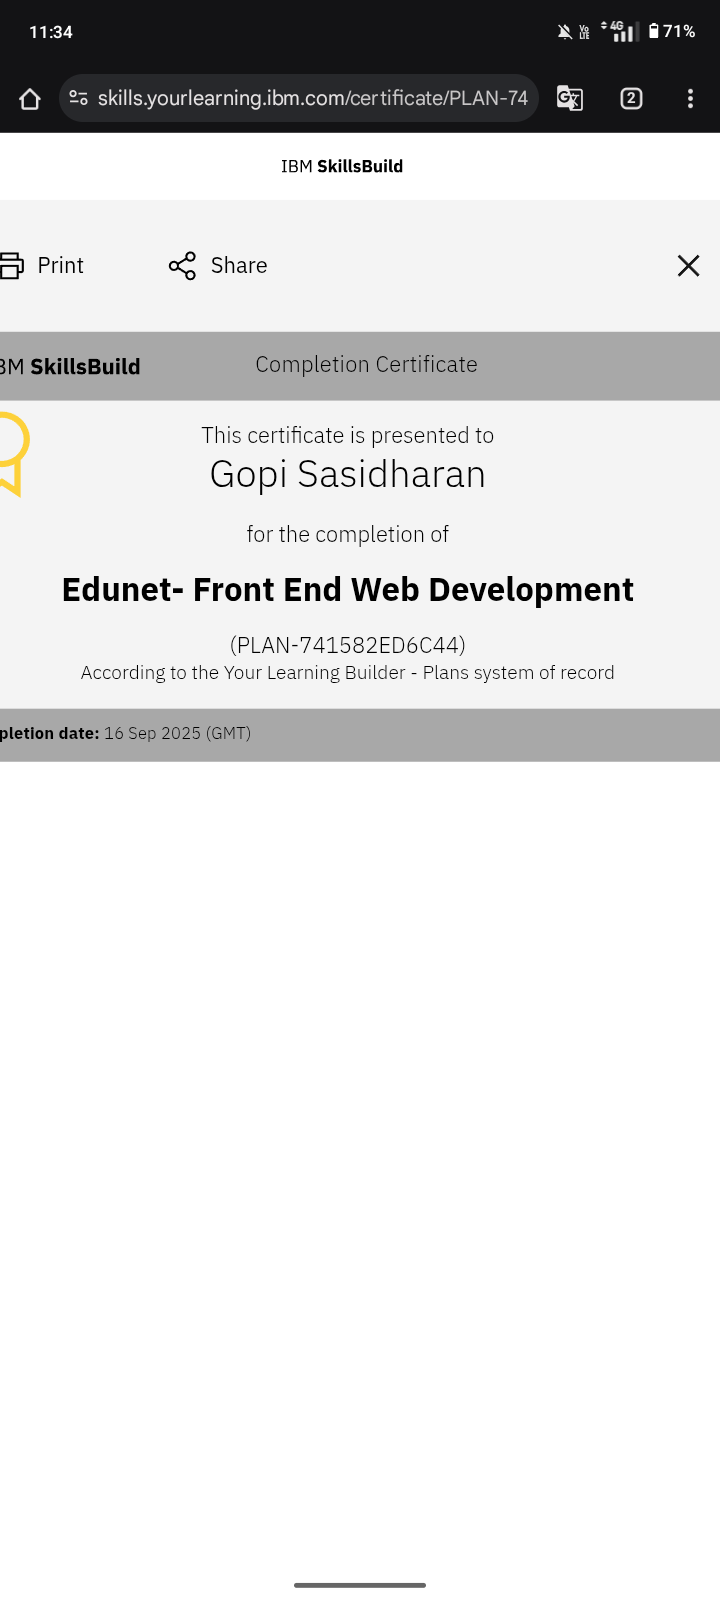 11:34
Vo LTE 4G 71%
skills.yourlearning.ibm.com/certificate/PLAN-74
2
IBM SkillsBuild
Print
Share
BM SkillsBuild
Completion Certificate
This certificate is presented to
Gopi Sasidharan
for the completion of
Edunet- Front End Web Development
(PLAN-741582ED6C44)
According to the Your Learning Builder - Plans system of record
pletion date: 16 Sep 2025 (GMT)